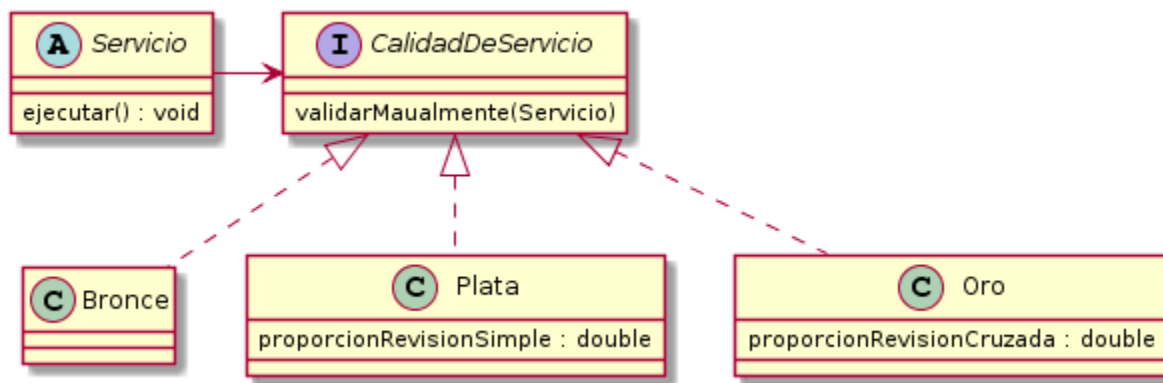 A Servicio
ejecutar() : void
I CalidadDeServicio
validarMaualmente(Servicio)
C Bronce
C Plata
proporcionRevisionSimple : double
C Oro
proporcionRevisionCruzada : double